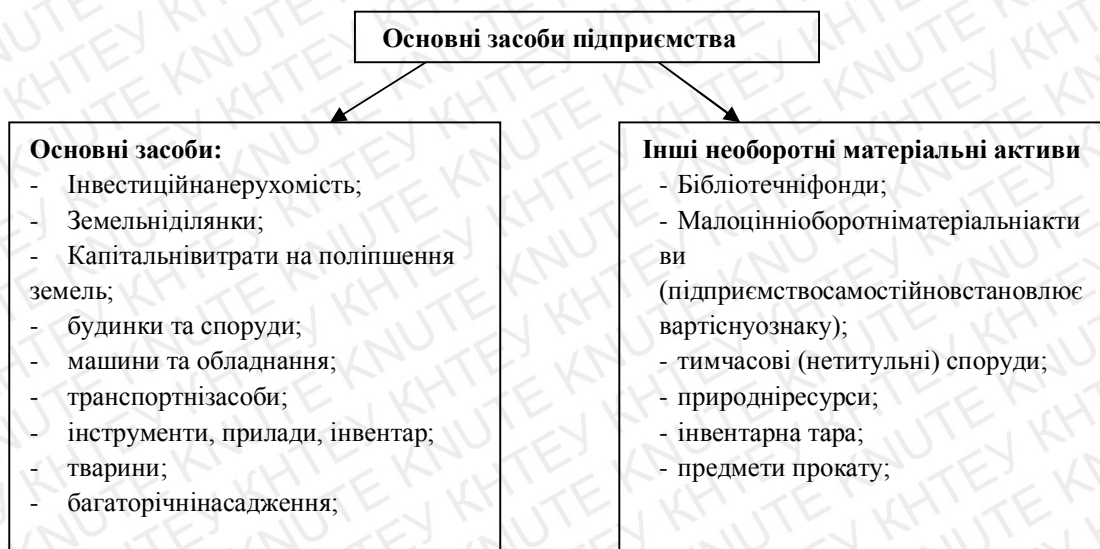 Основні засоби підприємства
Основні засоби:
- Інвестиційнанерухомість;
- Земельніділянки;
- Капітальнівитрати на поліпшення
земель;
- будинки та споруди;
- машини та обладнання;
- транспортнізасоби;
- інструменти, прилади, інвентар;
- тварини;
- багаторічнінасадження;
Інші необоротні матеріальні активи
- Бібліотечніфонди;
- Малоцінніоборотніматеріальніакти
ви
(підприємствосамостійновстановлює
вартіснуознаку);
- тимчасові (нетитульні) споруди;
- природніресурси;
- інвентарна тара;
- предмети прокату;